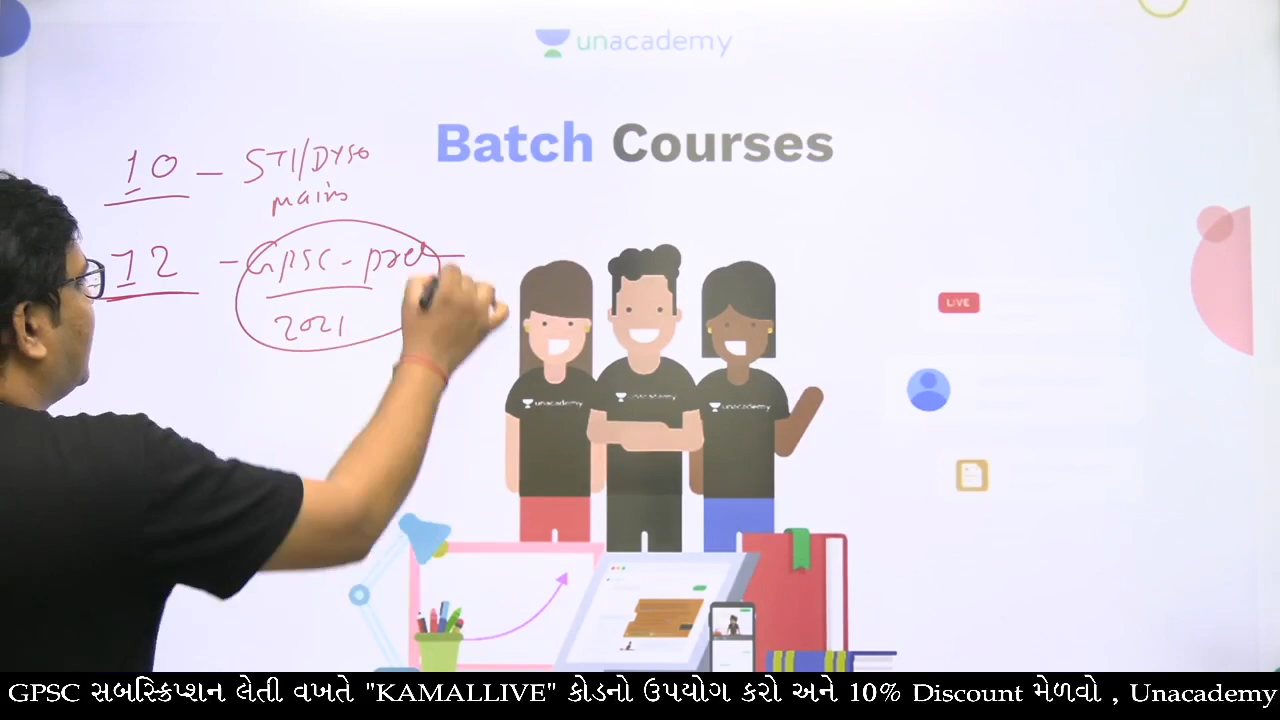 unacademy
Batch Courses
10 - STI/DYSO
mains
12 - GPSC - prel
2021
LIVE
unacademy
unacademy
unacademy
GPSC સબસ્ક્રિપ્શન લેતી વખતે "KAMALLIVE" કોડનો ઉપયોગ કરો અને 10% Discount મેળવો , Unacademy